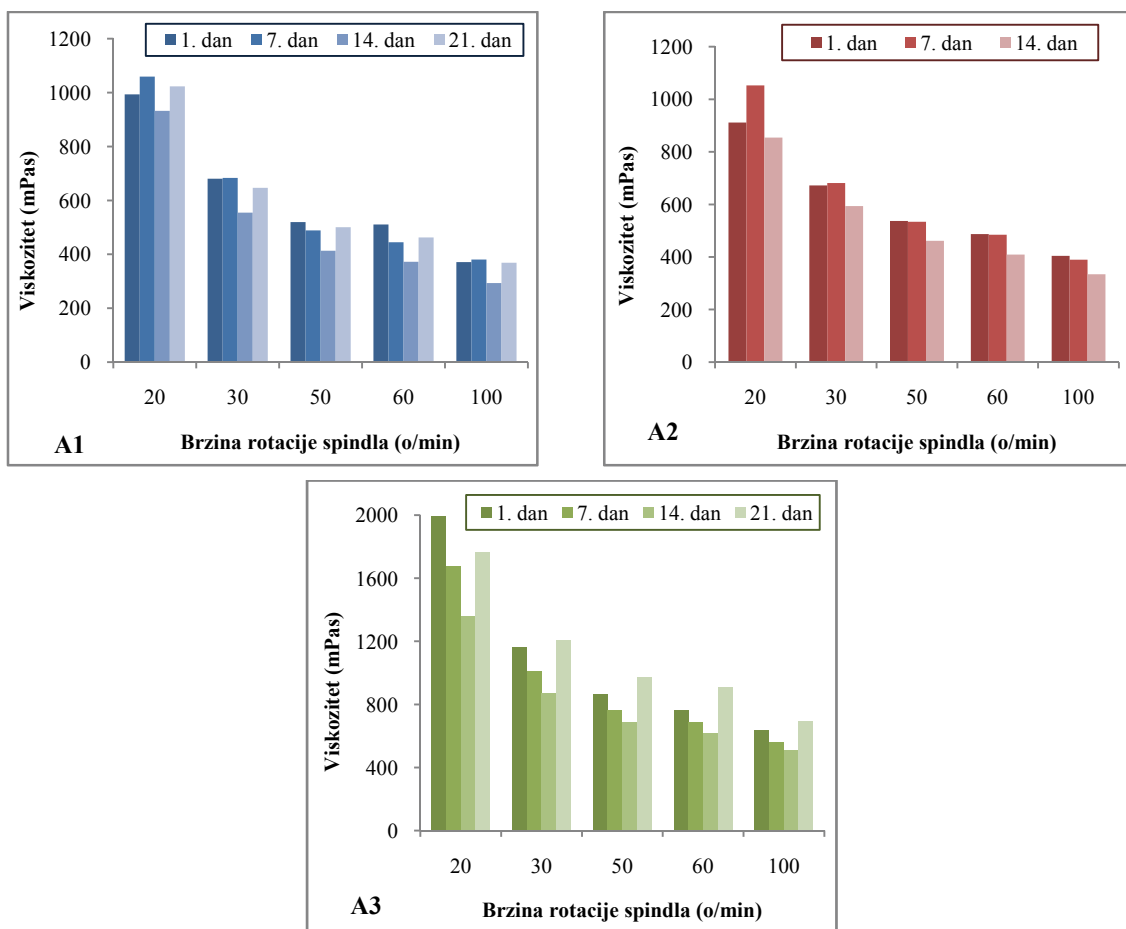 1. dan 7. dan 14. dan 21. dan
1200
1000
800
600
400
200
0
Viskozitet (mPas)
20 30 50 60 100
A1
Brzina rotacije spindla (o/min)
1. dan 7. dan 14. dan
1200
1000
800
600
400
200
0
Viskozitet (mPas)
20 30 50 60 100
A2
Brzina rotacije spindla (o/min)
1. dan 7. dan 14. dan 21. dan
2000
1600
1200
800
400
0
Viskozitet (mPas)
20 30 50 60 100
A3
Brzina rotacije spindla (o/min)